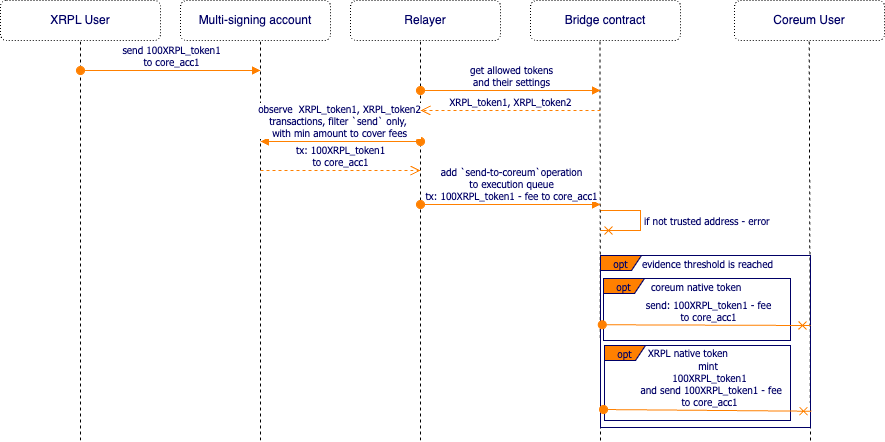 XRPL User
Multi-signing account
Relayer
Bridge contract
Coreum User
send 100XRPL_token1
to core_acc1
get allowed tokens
and their settings
XRPL_token1, XRPL_token2
observe XRPL_token1, XRPL_token2
transactions, filter `send` only,
with min amount to cover fees
tx: 100XRPL_token1
to core_acc1
add `send-to-coreum`operation
to execution queue
tx: 100XRPL_token1 - fee to core_acc1
if not trusted address - error
opt
evidence threshold is reached
opt
coreum native token
send: 100XRPL_token1 - fee
to core_acc1
opt
XRPL native token
mint
100XRPL_token1
and send 100XRPL_token1 - fee
to core_acc1